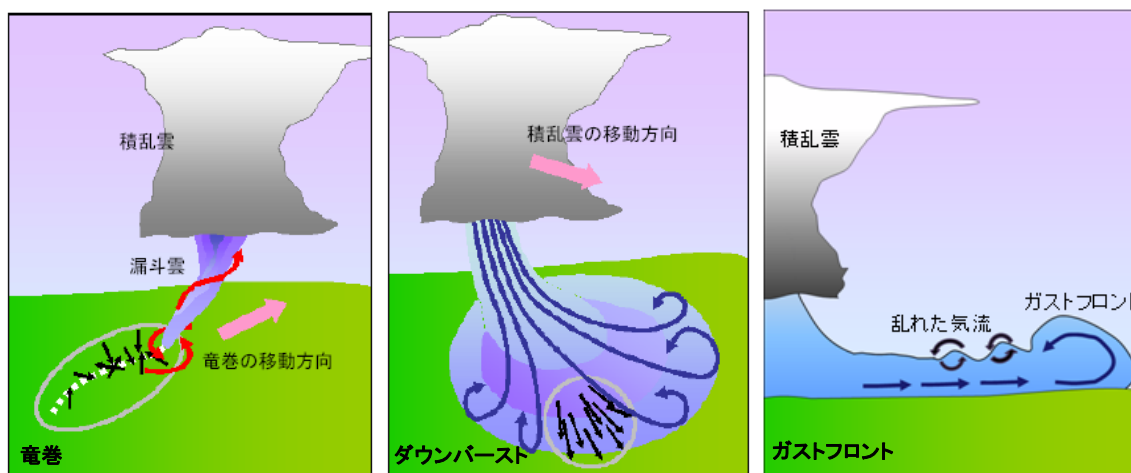 積乱雲
漏斗雲
竜巻の移動方向
竜巻
積乱雲の移動方向
ダウンバースト
積乱雲
ガストフロント
乱れた気流
ガストフロント